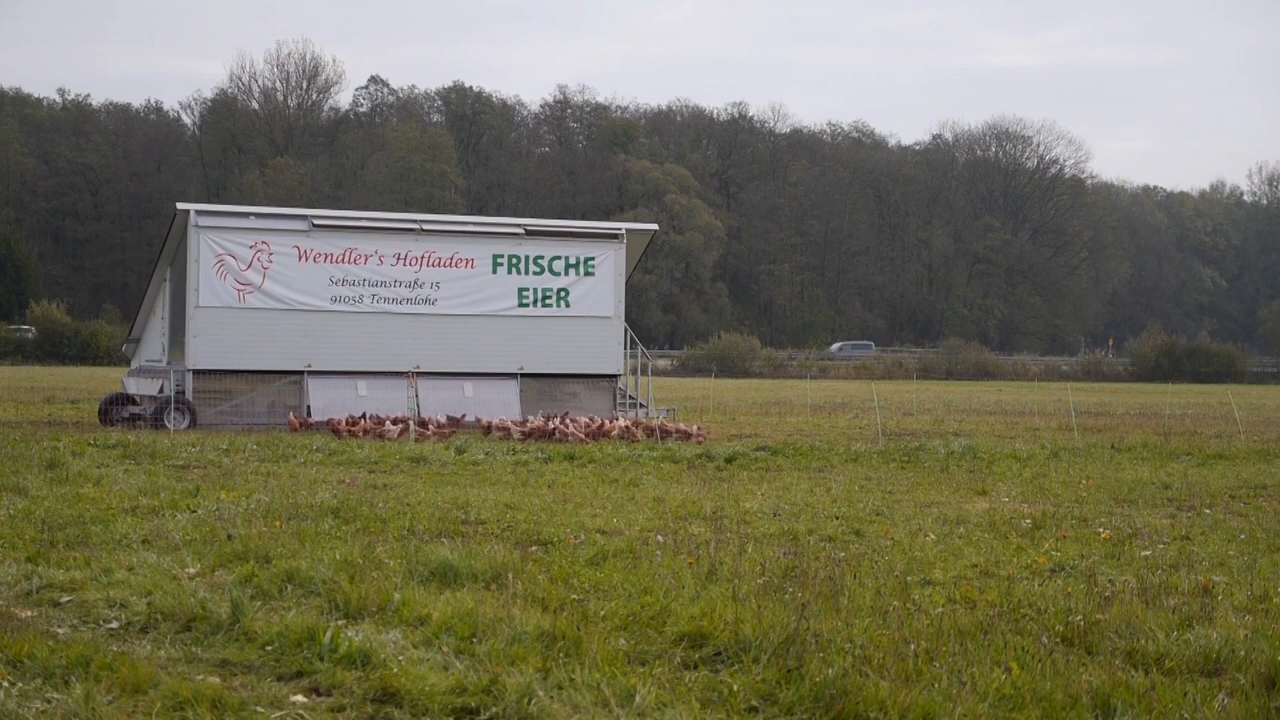 Wendler's Hofladen
Sebastianstraße 15
91058 Tennenlohe
FRISCHE
EIER